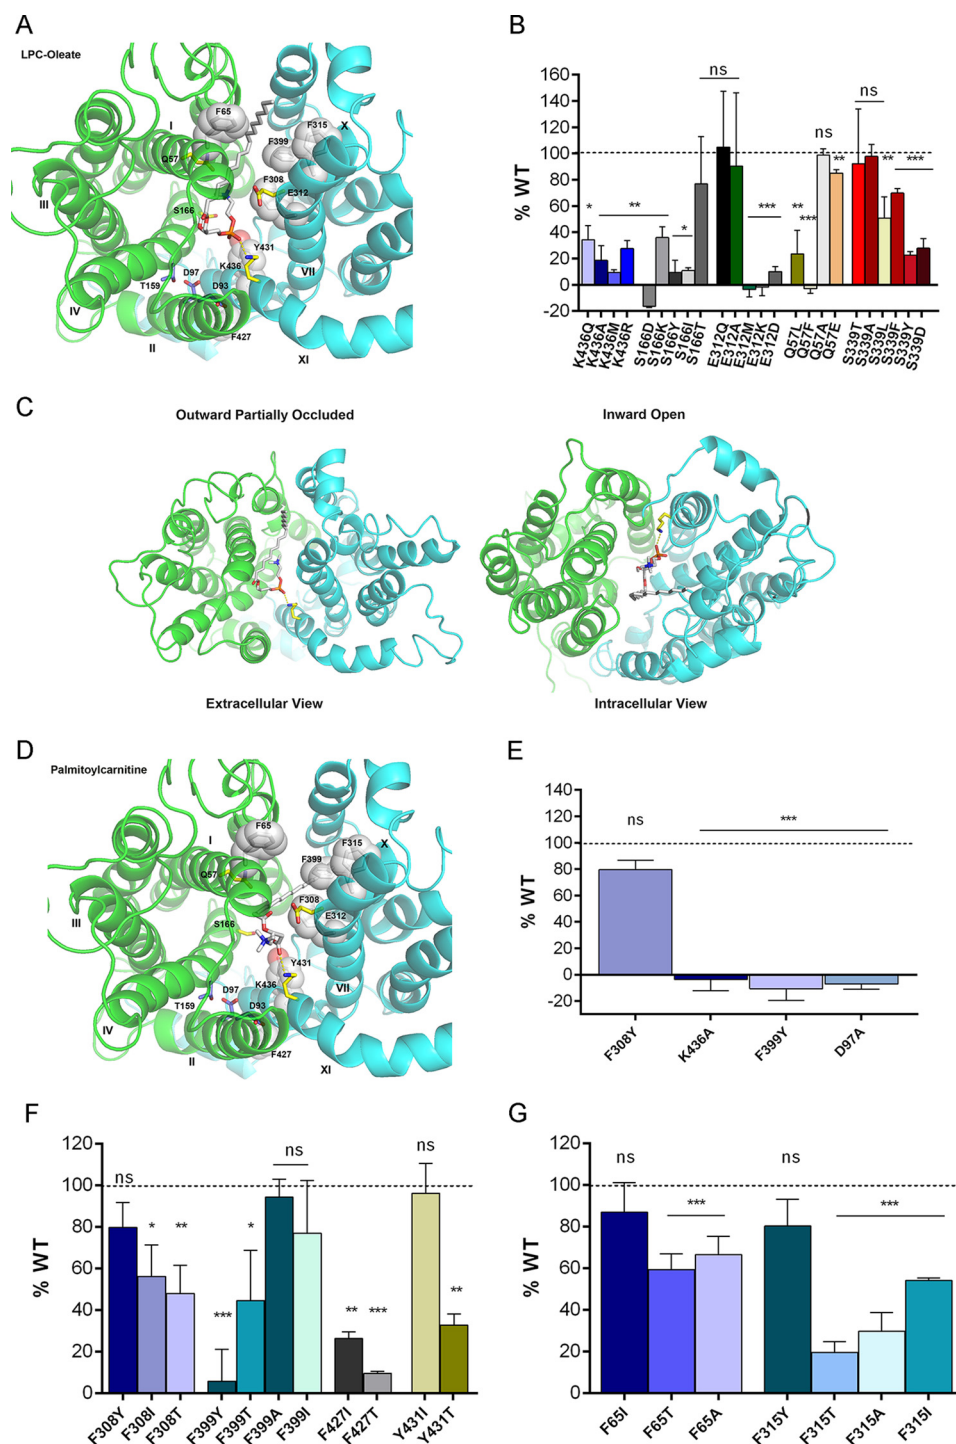 A
LPC-Oleate
I
F65
F315
X
F399
Q57
F308
III
E312
S166
Y431
D97
K436
VII
T159
D93
IV
F427
II
XI
B
% WT
160
140
120
100
80
60
40
20
0
-20
ns
ns
ns
* ** * *** ** *** ** ** ***
K436Q
K436A
K436M
K436R
S166D
S166K
S166Y
S166I
S166T
E312Q
E312A
E312M
E312K
E312D
Q57L
Q57F
Q57A
Q57E
S339T
S339A
S339L
S339F
S339Y
S339D
C
Outward Partially Occluded
Inward Open
Extracellular View
Intracellular View
D
Palmitoylcarnitine
F65
I
F315
X
F399
Q57
F308
III
E312
S166
Y431
D97
K436
VII
T159
D93
IV
F427
II
XI
E
% WT
140
120
100
80
60
40
20
0
-20
ns
***
F308Y
K436A
F399Y
D97A
F
% WT
120
100
80
60
40
20
0
ns * ** *** * ns ** *** ns **
F308Y
F308I
F308T
F399Y
F399T
F399A
F399I
F427I
F427T
Y431I
Y431T
G
% WT
120
100
80
60
40
20
0
ns *** ns ***
F65I
F65T
F65A
F315Y
F315T
F315A
F315I